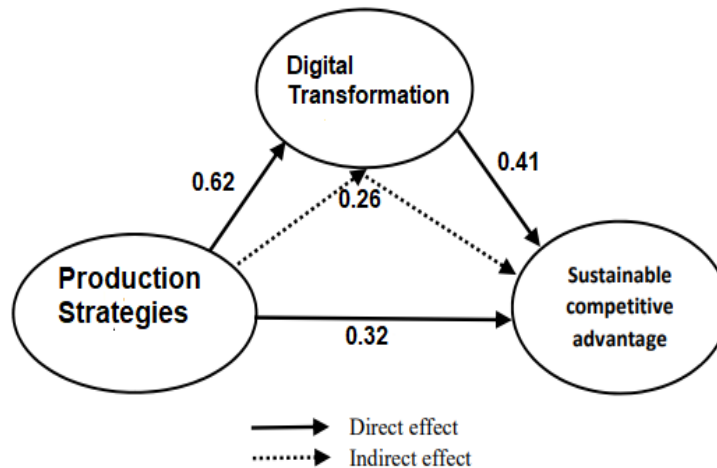 Digital
Transformation
0.62
0.26
0.41
Production
Strategies
Sustainable
competitive
advantage
0.32
Direct effect
Indirect effect